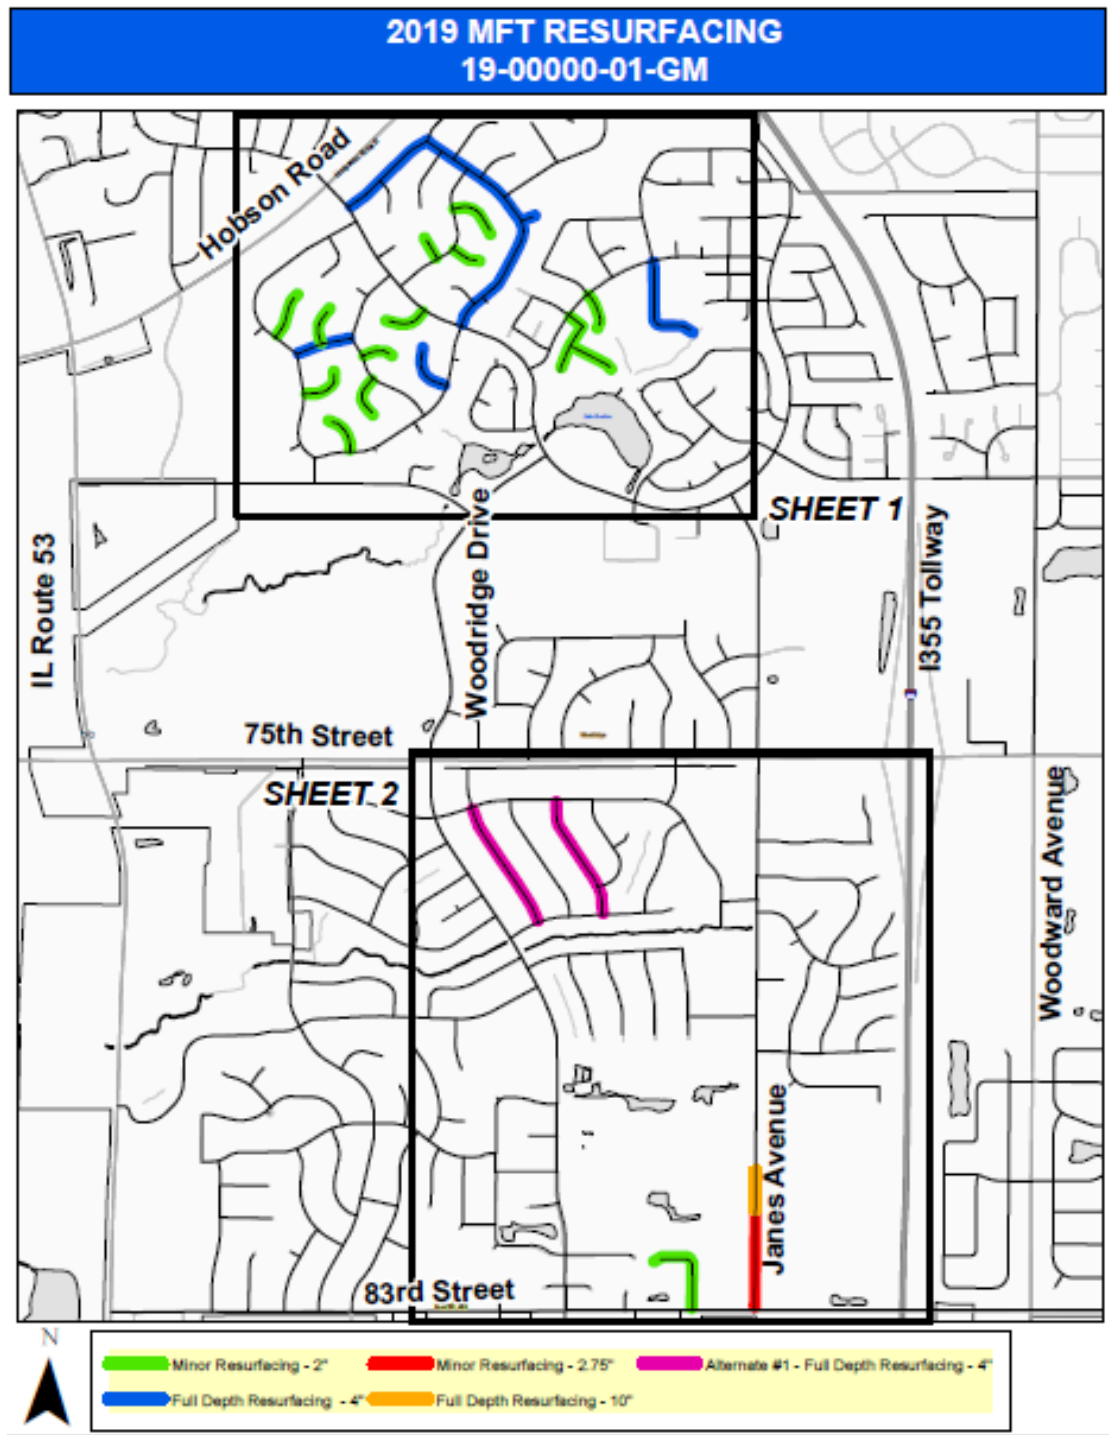 2019 MFT RESURFACING
19-00000-01-GM
Hobson Road
SHEET 1
Woodridge Drive
IL Route 53
I355 Tollway
75th Street
SHEET 2
Woodward Avenue
Janes Avenue
83rd Street
N
Minor Resurfacing - 2"
Minor Resurfacing - 2.75"
Alternate #1 - Full Depth Resurfacing - 4"
Full Depth Resurfacing - 4"
Full Depth Resurfacing - 10"